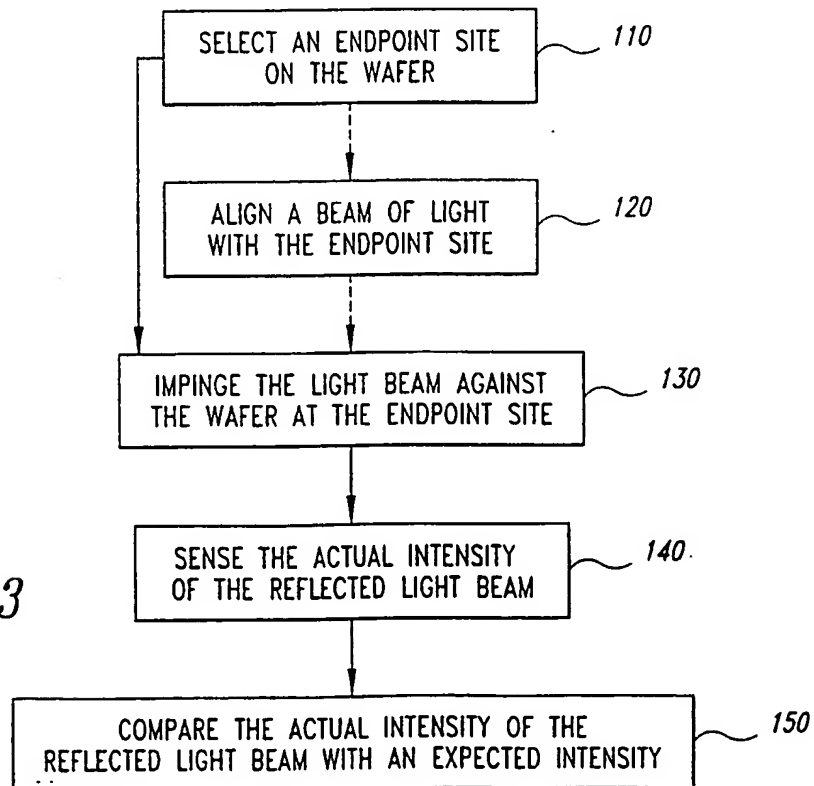 SELECT AN ENDPOINT SITE
ON THE WAFER
110
ALIGN A BEAM OF LIGHT
WITH THE ENDPOINT SITE
120
IMPINGE THE LIGHT BEAM AGAINST
THE WAFER AT THE ENDPOINT SITE
130
SENSE THE ACTUAL INTENSITY
OF THE REFLECTED LIGHT BEAM
140
3
COMPARE THE ACTUAL INTENSITY OF THE
REFLECTED LIGHT BEAM WITH AN EXPECTED INTENSITY
150